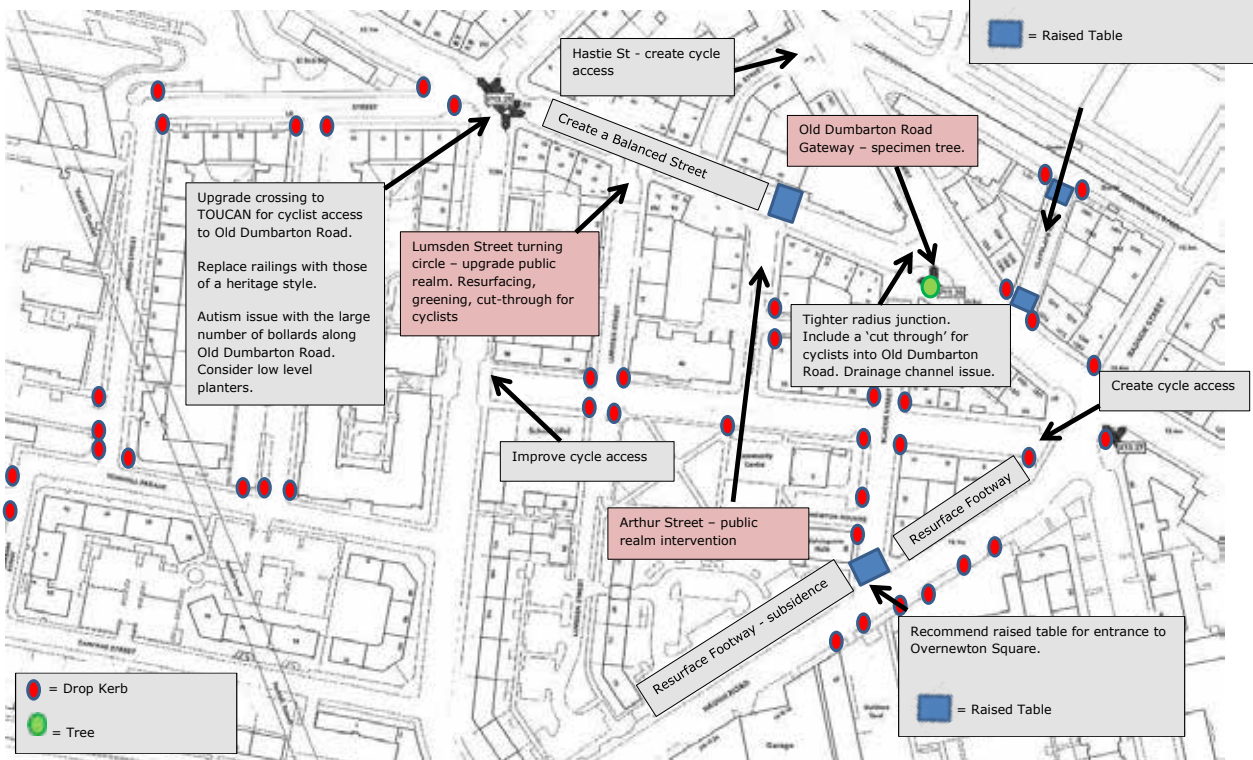 = Raised Table
Hastie St - create cycle
access
Create a Balanced Street
Old Dumbarton Road
Gateway – specimen tree.
STREET
Upgrade crossing to
TOUCAN for cyclist access
to Old Dumbarton Road.
Replace railings with those
of a heritage style.
Autism issue with the large
number of bollards along
Old Dumbarton Road.
Consider low level
planters.
Lumsden Street turning
circle – upgrade public
realm. Resurfacing,
greening, cut-through for
cyclists
Tighter radius junction.
Include a ‘cut through’ for
cyclists into Old Dumbarton
Road. Drainage channel issue.
Create cycle access
Improve cycle access
Community
Centre
Arthur Street – public
realm intervention
Resurface Footway
Resurface Footway - subsidence
Recommend raised table for entrance to
Overnewton Square.
= Raised Table
= Drop Kerb
= Tree
Garage